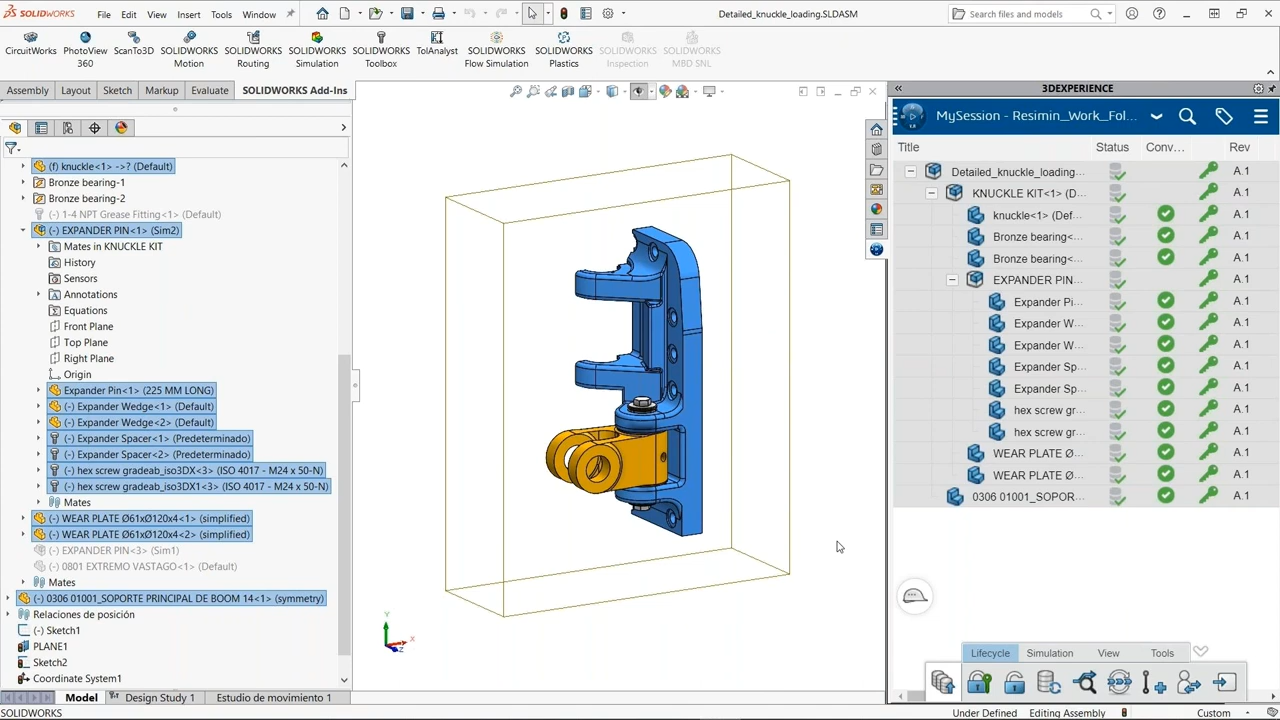 SOLIDWORKS File Edit View Insert Tools Window Detailed_knuckle_loading.SLDASM Search files and models
CircuitWorks PhotoView 360 ScanTo3D SOLIDWORKS Motion SOLIDWORKS Routing SOLIDWORKS Simulation SOLIDWORKS Toolbox TolAnalyst SOLIDWORKS Flow Simulation SOLIDWORKS Plastics SOLIDWORKS Inspection SOLIDWORKS MBD SNL
Assembly Layout Sketch Markup Evaluate SOLIDWORKS Add-Ins
(f) knuckle<1> ->? (Default)
Bronze bearing-1
Bronze bearing-2
(-) 1-4 NPT Grease Fitting<1> (Default)
(-) EXPANDER PIN<1> (Sim2)
Mates in KNUCKLE KIT
History
Sensors
Annotations
Equations
Front Plane
Top Plane
Right Plane
Origin
Expander Pin<1> (225 MM LONG)
(-) Expander Wedge<1> (Default)
(-) Expander Wedge<2> (Default)
(-) Expander Spacer<1> (Predeterminado)
(-) Expander Spacer<2> (Predeterminado)
(-) hex screw gradeab_iso3DX<3> (ISO 4017 - M24 x 50-N)
(-) hex screw gradeab_iso3DX1<3> (ISO 4017 - M24 x 50-N)
Mates
(-) WEAR PLATE Ø61xØ120x4<1> (simplified)
(-) WEAR PLATE Ø61xØ120x4<2> (simplified)
(-) EXPANDER PIN<3> (Sim1)
(-) 0801 EXTREMO VASTAGO<1> (Default)
Mates
(-) 0306 01001_SOPORTE PRINCIPAL DE BOOM 14<1> (symmetry)
Relaciones de posición
(-) Sketch1
PLANE1
Sketch2
Coordinate System1
Model Design Study 1 Estudio de movimiento 1
Y
X
Z
3DEXPERIENCE
MySession - Resimin_Work_Fol...
Title Status Conv... Rev
Detailed_knuckle_loading... A.1
KNUCKLE KIT<1> (D... A.1
knuckle<1> (Def... A.1
Bronze bearing<... A.1
Bronze bearing<... A.1
EXPANDER PIN... A.1
Expander Pi... A.1
Expander W... A.1
Expander W... A.1
Expander Sp... A.1
Expander Sp... A.1
hex screw gr... A.1
hex screw gr... A.1
WEAR PLATE Ø... A.1
WEAR PLATE Ø... A.1
0306 01001_SOPOR... A.1
Lifecycle Simulation View Tools
SOLIDWORKS Under Defined Editing Assembly Custom